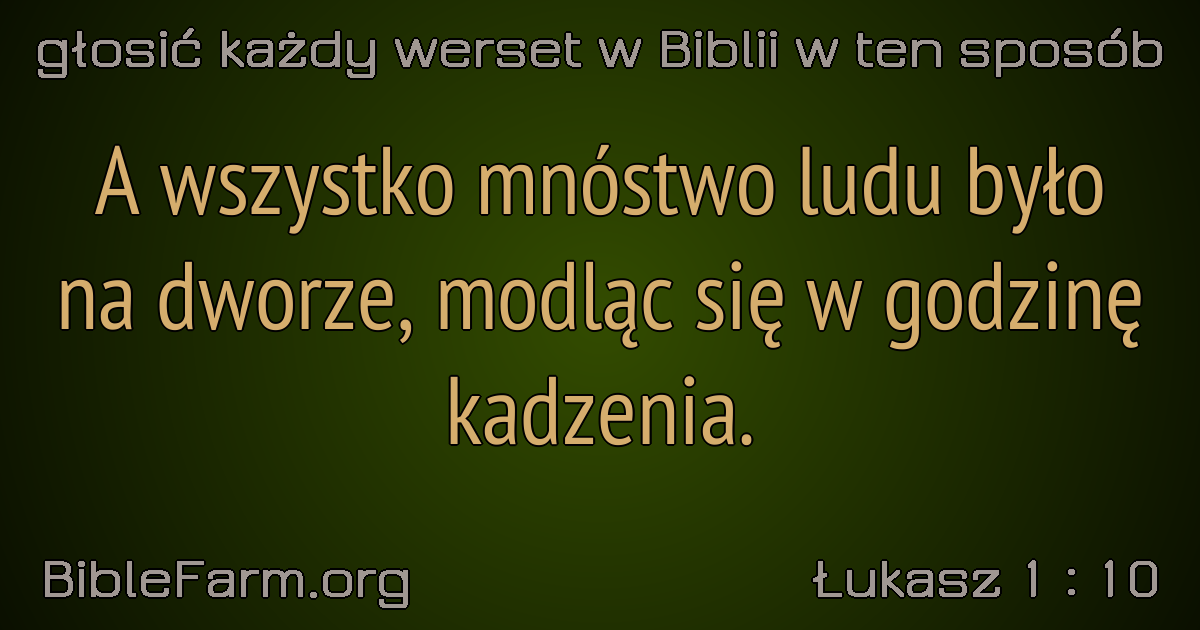 głosić każdy werset w Biblii w ten sposób
A wszystko mnóstwo ludu było
na dworze, modląc się w godzinę
kadzenia.
BibleFarm.org
Łukasz 1 : 10